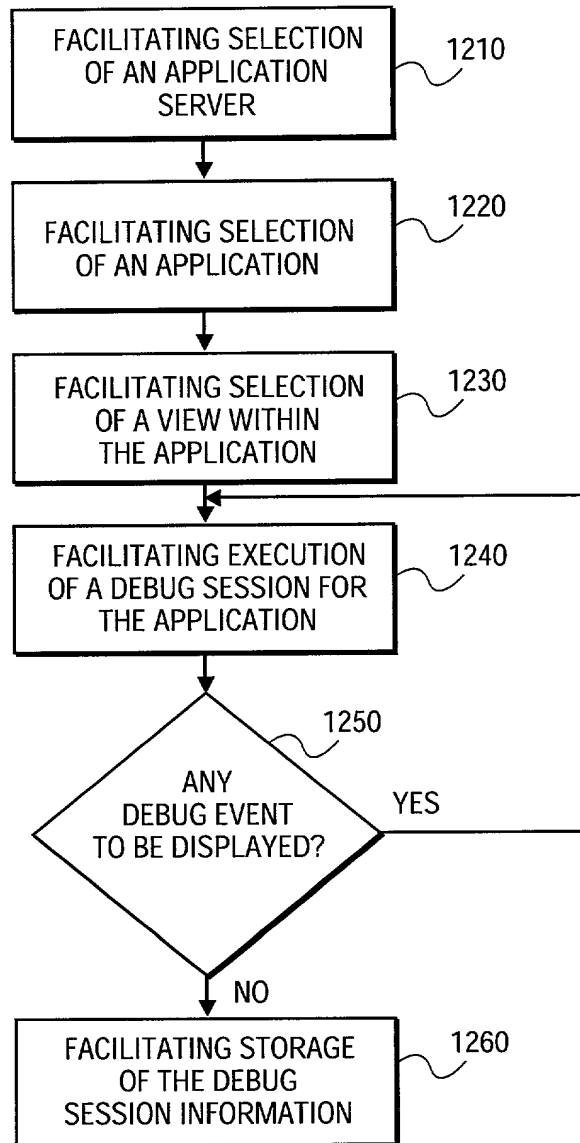 FACILITATING SELECTION
OF AN APPLICATION
SERVER
1210
FACILITATING SELECTION
OF AN APPLICATION
1220
FACILITATING SELECTION
OF A VIEW WITHIN
THE APPLICATION
1230
FACILITATING EXECUTION
OF A DEBUG SESSION FOR
THE APPLICATION
1240
1250
ANY
DEBUG EVENT
TO BE DISPLAYED?
YES
NO
FACILITATING STORAGE
OF THE DEBUG
SESSION INFORMATION
1260